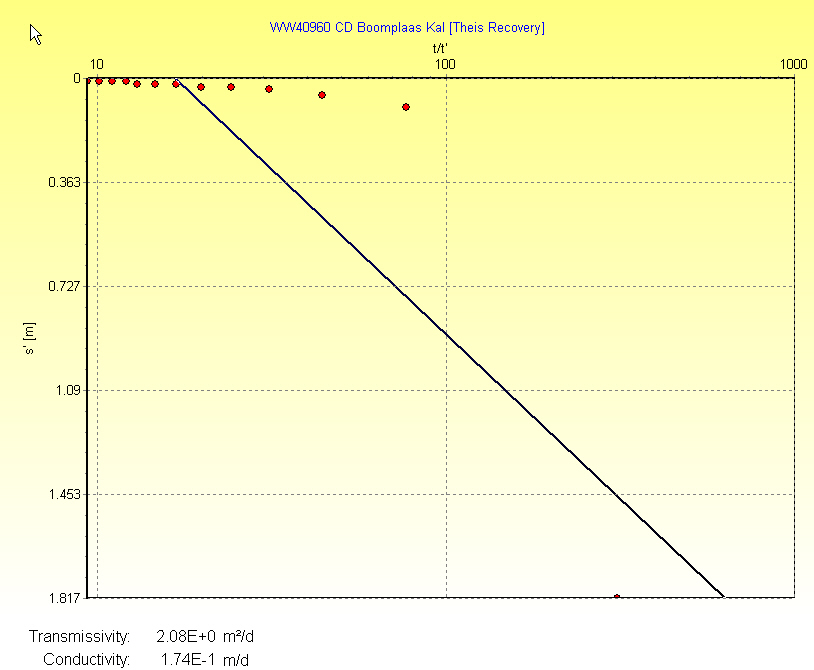 WW40960 CD Boomplaas Kal [Theis Recovery]
t/t'
10 100 1000
0
0.363
0.727
s' [m]
1.09
1.453
1.817
Transmissivity: 2.08E+0 m²/d
Conductivity: 1.74E-1 m/d